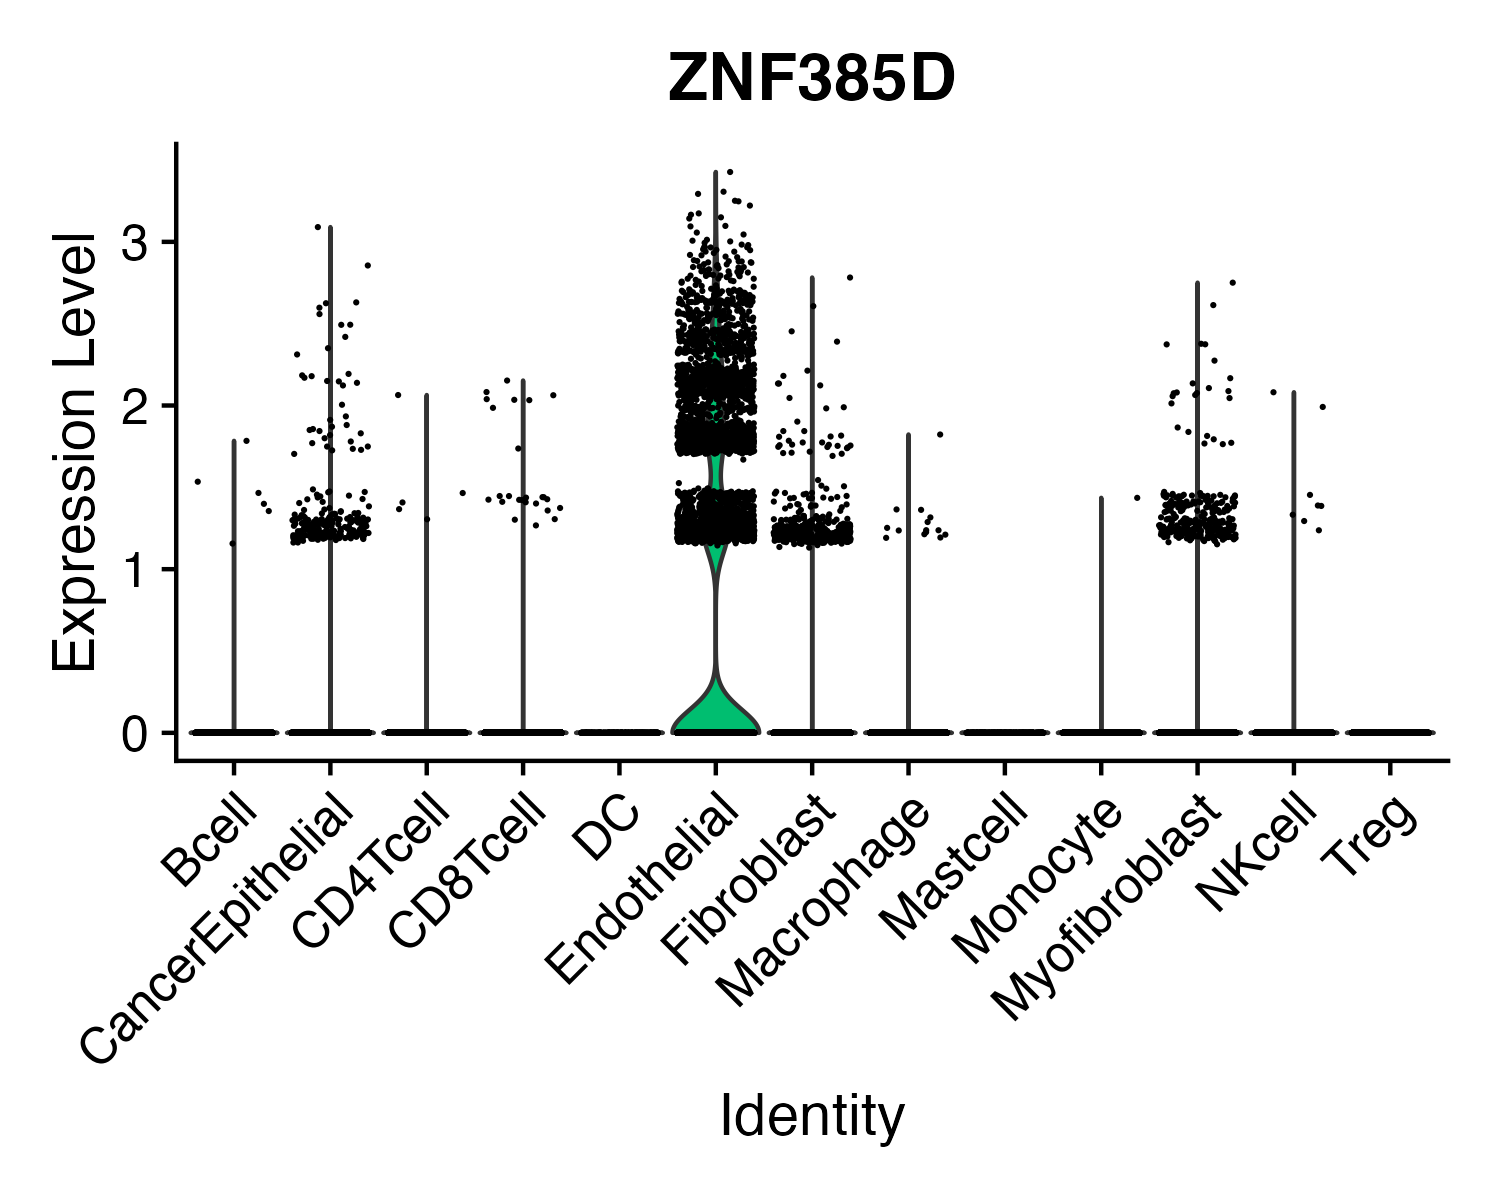 ZNF385D
Expression Level
3
2
1
0
Bcell
CancerEpithelial
CD4Tcell
CD8Tcell
DC
Endothelial
Fibroblast
Macrophage
Mastcell
Monocyte
Myofibroblast
NKcell
Treg
Identity